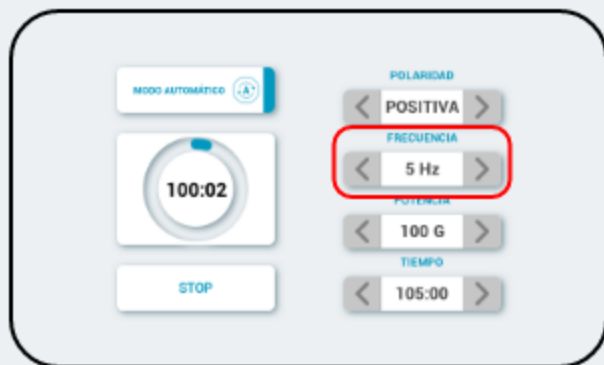 MODO AUTOMÁTICO
A
100:02
STOP
POLARIDAD
POSITIVA
FRECUENCIA
5 Hz
POTENCIA
100 G
TIEMPO
105:00